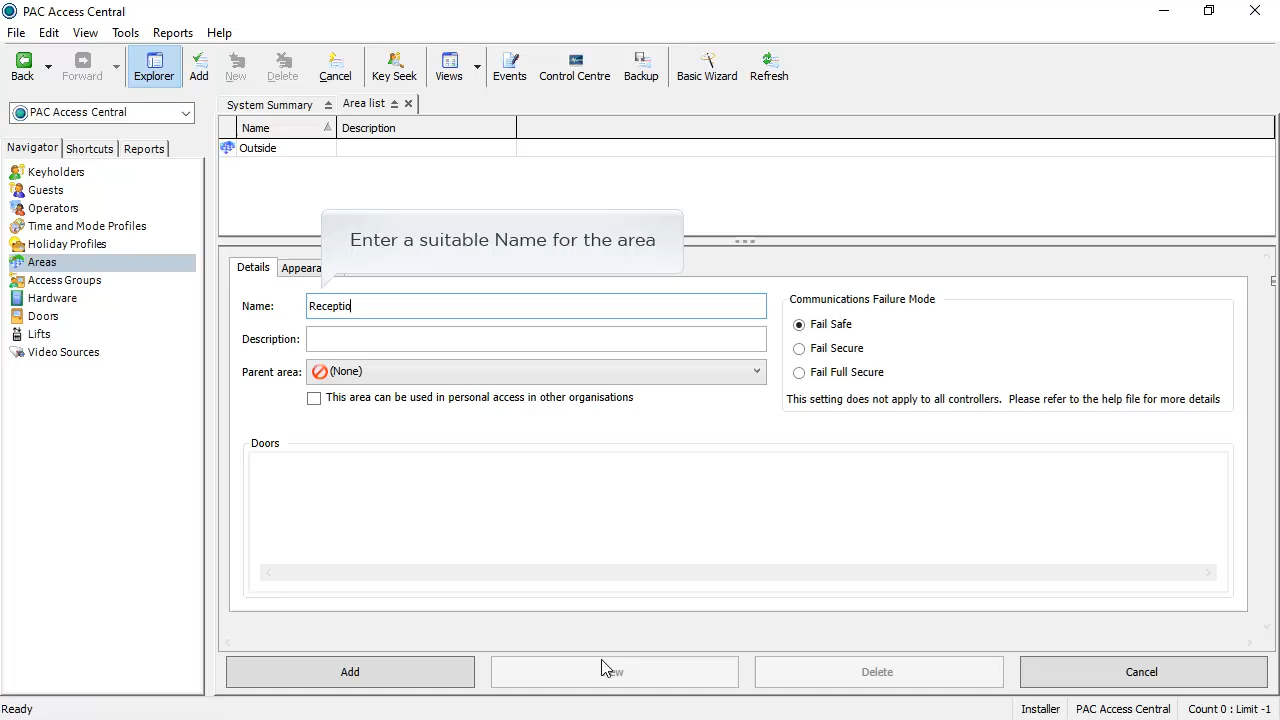 PAC Access Central
File Edit View Tools Reports Help
Back Forward Explorer Add New Delete Cancel Key Seek Views Events Control Centre Backup Basic Wizard Refresh
PAC Access Central
System Summary Area list
Name Description
Outside
Navigator Shortcuts Reports
Keyholders
Guests
Operators
Time and Mode Profiles
Holiday Profiles
Areas
Access Groups
Hardware
Doors
Lifts
Video Sources
Enter a suitable Name for the area
Details Appeara
Name: Receptio
Description:
Parent area: (None)
This area can be used in personal access in other organisations
Communications Failure Mode
Fail Safe
Fail Secure
Fail Full Secure
This setting does not apply to all controllers. Please refer to the help file for more details
Doors
Add Delete Cancel
Ready Installer PAC Access Central Count 0 : Limit -1